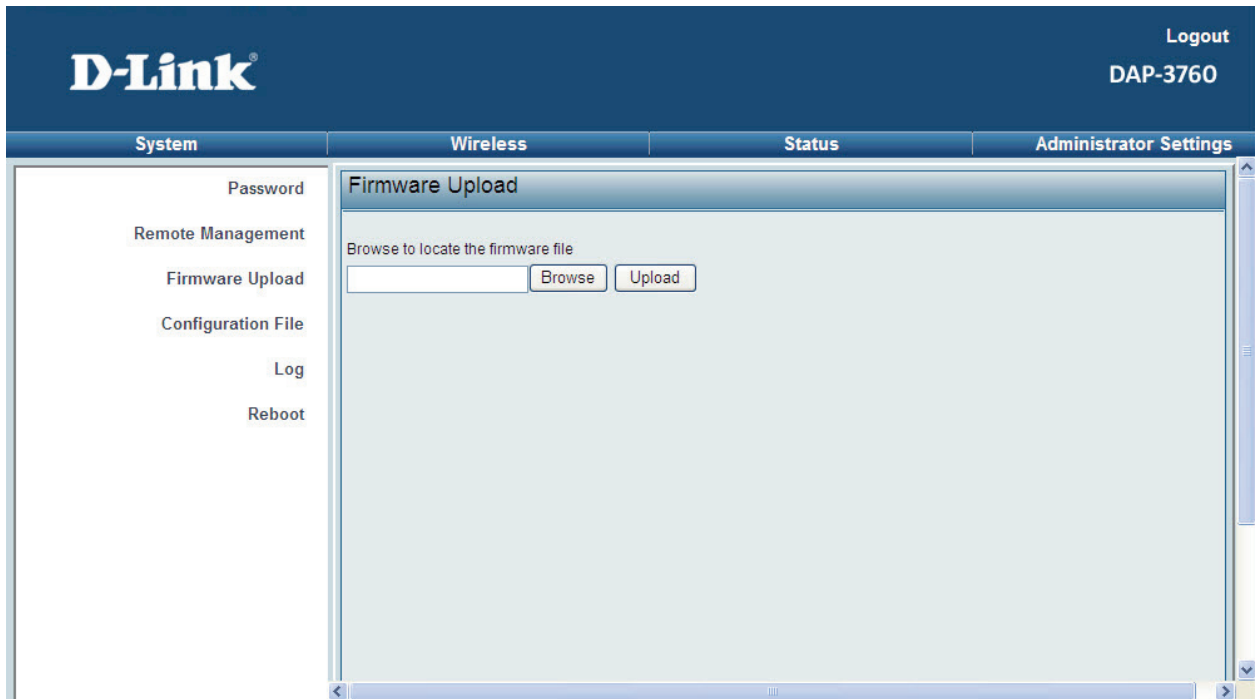 D-Link®
Logout
DAP-3760
System
Wireless
Status
Administrator Settings
Password
Remote Management
Firmware Upload
Configuration File
Log
Reboot
Firmware Upload
Browse to locate the firmware file
Browse
Upload